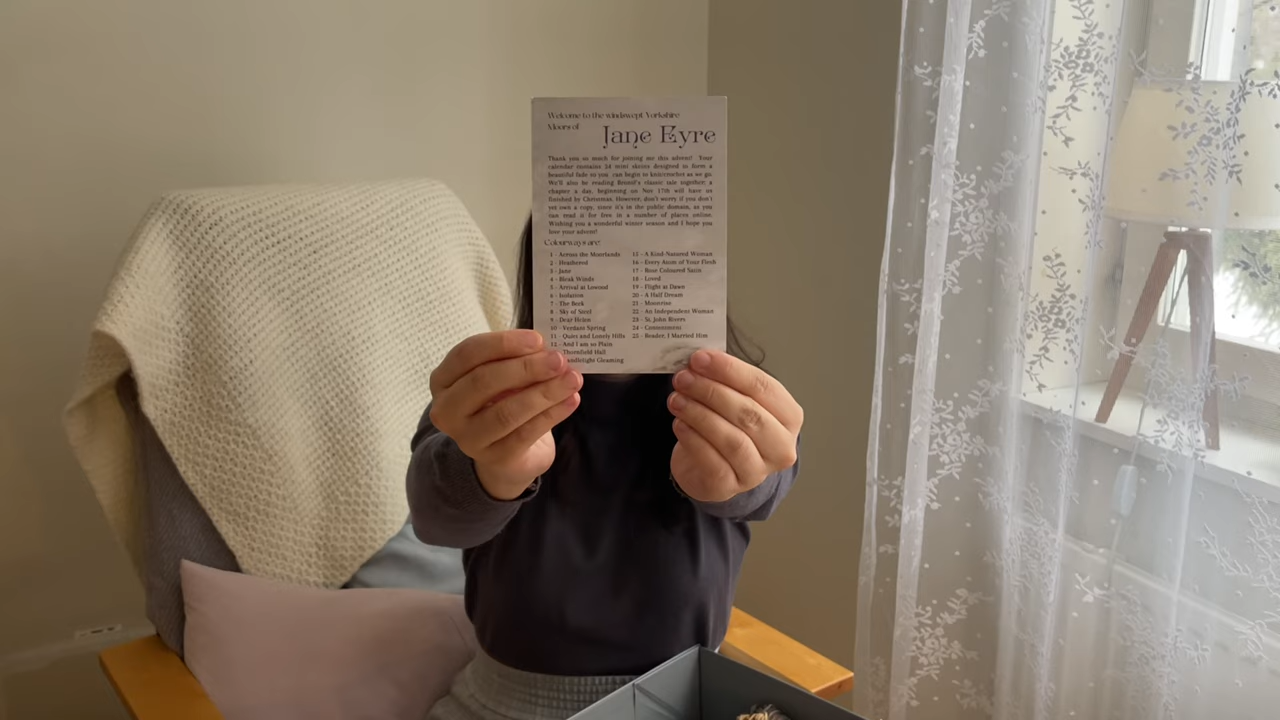 Welcome to the windswept Yorkshire
Moors of
Jane Eyre
Thank you so much for joining me this advent! Your
calendar contains 24 mini skeins designed to form a
beautiful fade so you can begin to knit/crochet as we go.
We'll also be reading Brontë's classic tale together; a
chapter a day, beginning on Nov 17th will have us
finished by Christmas. However, don't worry if you don't
yet own a copy, since it's in the public domain, as you
can read it for free in a number of places online.
Wishing you a wonderful winter season and I hope you
love your advent!
Colourways are:
1 - Across the Moorlands
2 - Heathered
3 - Jane
4 - Bleak Winds
5 - Arrival at Lowood
6 - Isolation
7 - The Beck
8 - Sky of Steel
9 - Dear Helen
10 - Verdant Spring
11 - Quiet and Lonely Hills
12 - And I am so Plain
Thornfield Hall
andlelight Gleaming
15 - A Kind-Natured Woman
16 - Every Atom of Your Flesh
17 - Rose Coloured Satin
18 - Loved
19 - Flight at Dawn
20 - A Half Dream
21 - Moonrise
22 - An Independent Woman
23 - St. John Rivers
24 - Contentment
25 - Reader, I Married Him